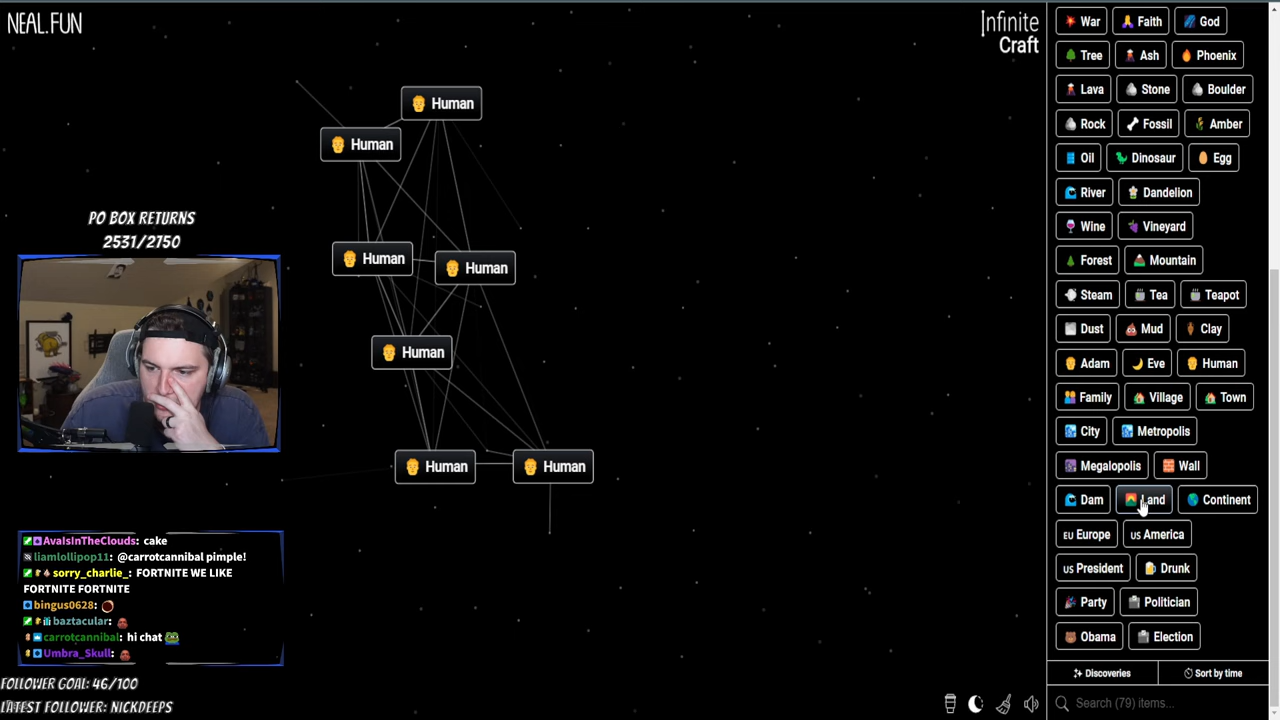 NEAL.FUN
Infinite
Craft
PO BOX RETURNS
2531/2750
Human
Human
Human
Human
Human
Human
Human
AvaIsInTheClouds: cake
liamlollipop11: @carrotcannibal pimple!
sorry_charlie_: FORTNITE WE LIKE
FORTNITE FORTNITE
bingus0628:
baztacular:
carrotcannibal: hi chat
Umbra_Skull:
FOLLOWER GOAL: 46/100
LATEST FOLLOWER: NICKDEEPS
War Faith God
Tree Ash Phoenix
Lava Stone Boulder
Rock Fossil Amber
Oil Dinosaur Egg
River Dandelion
Wine Vineyard
Forest Mountain
Steam Tea Teapot
Dust Mud Clay
Adam Eve Human
Family Village Town
City Metropolis
Megalopolis Wall
Dam Land Continent
EU Europe US America
US President Drunk
Party Politician
Obama Election
Discoveries Sort by time
Search (79) items...